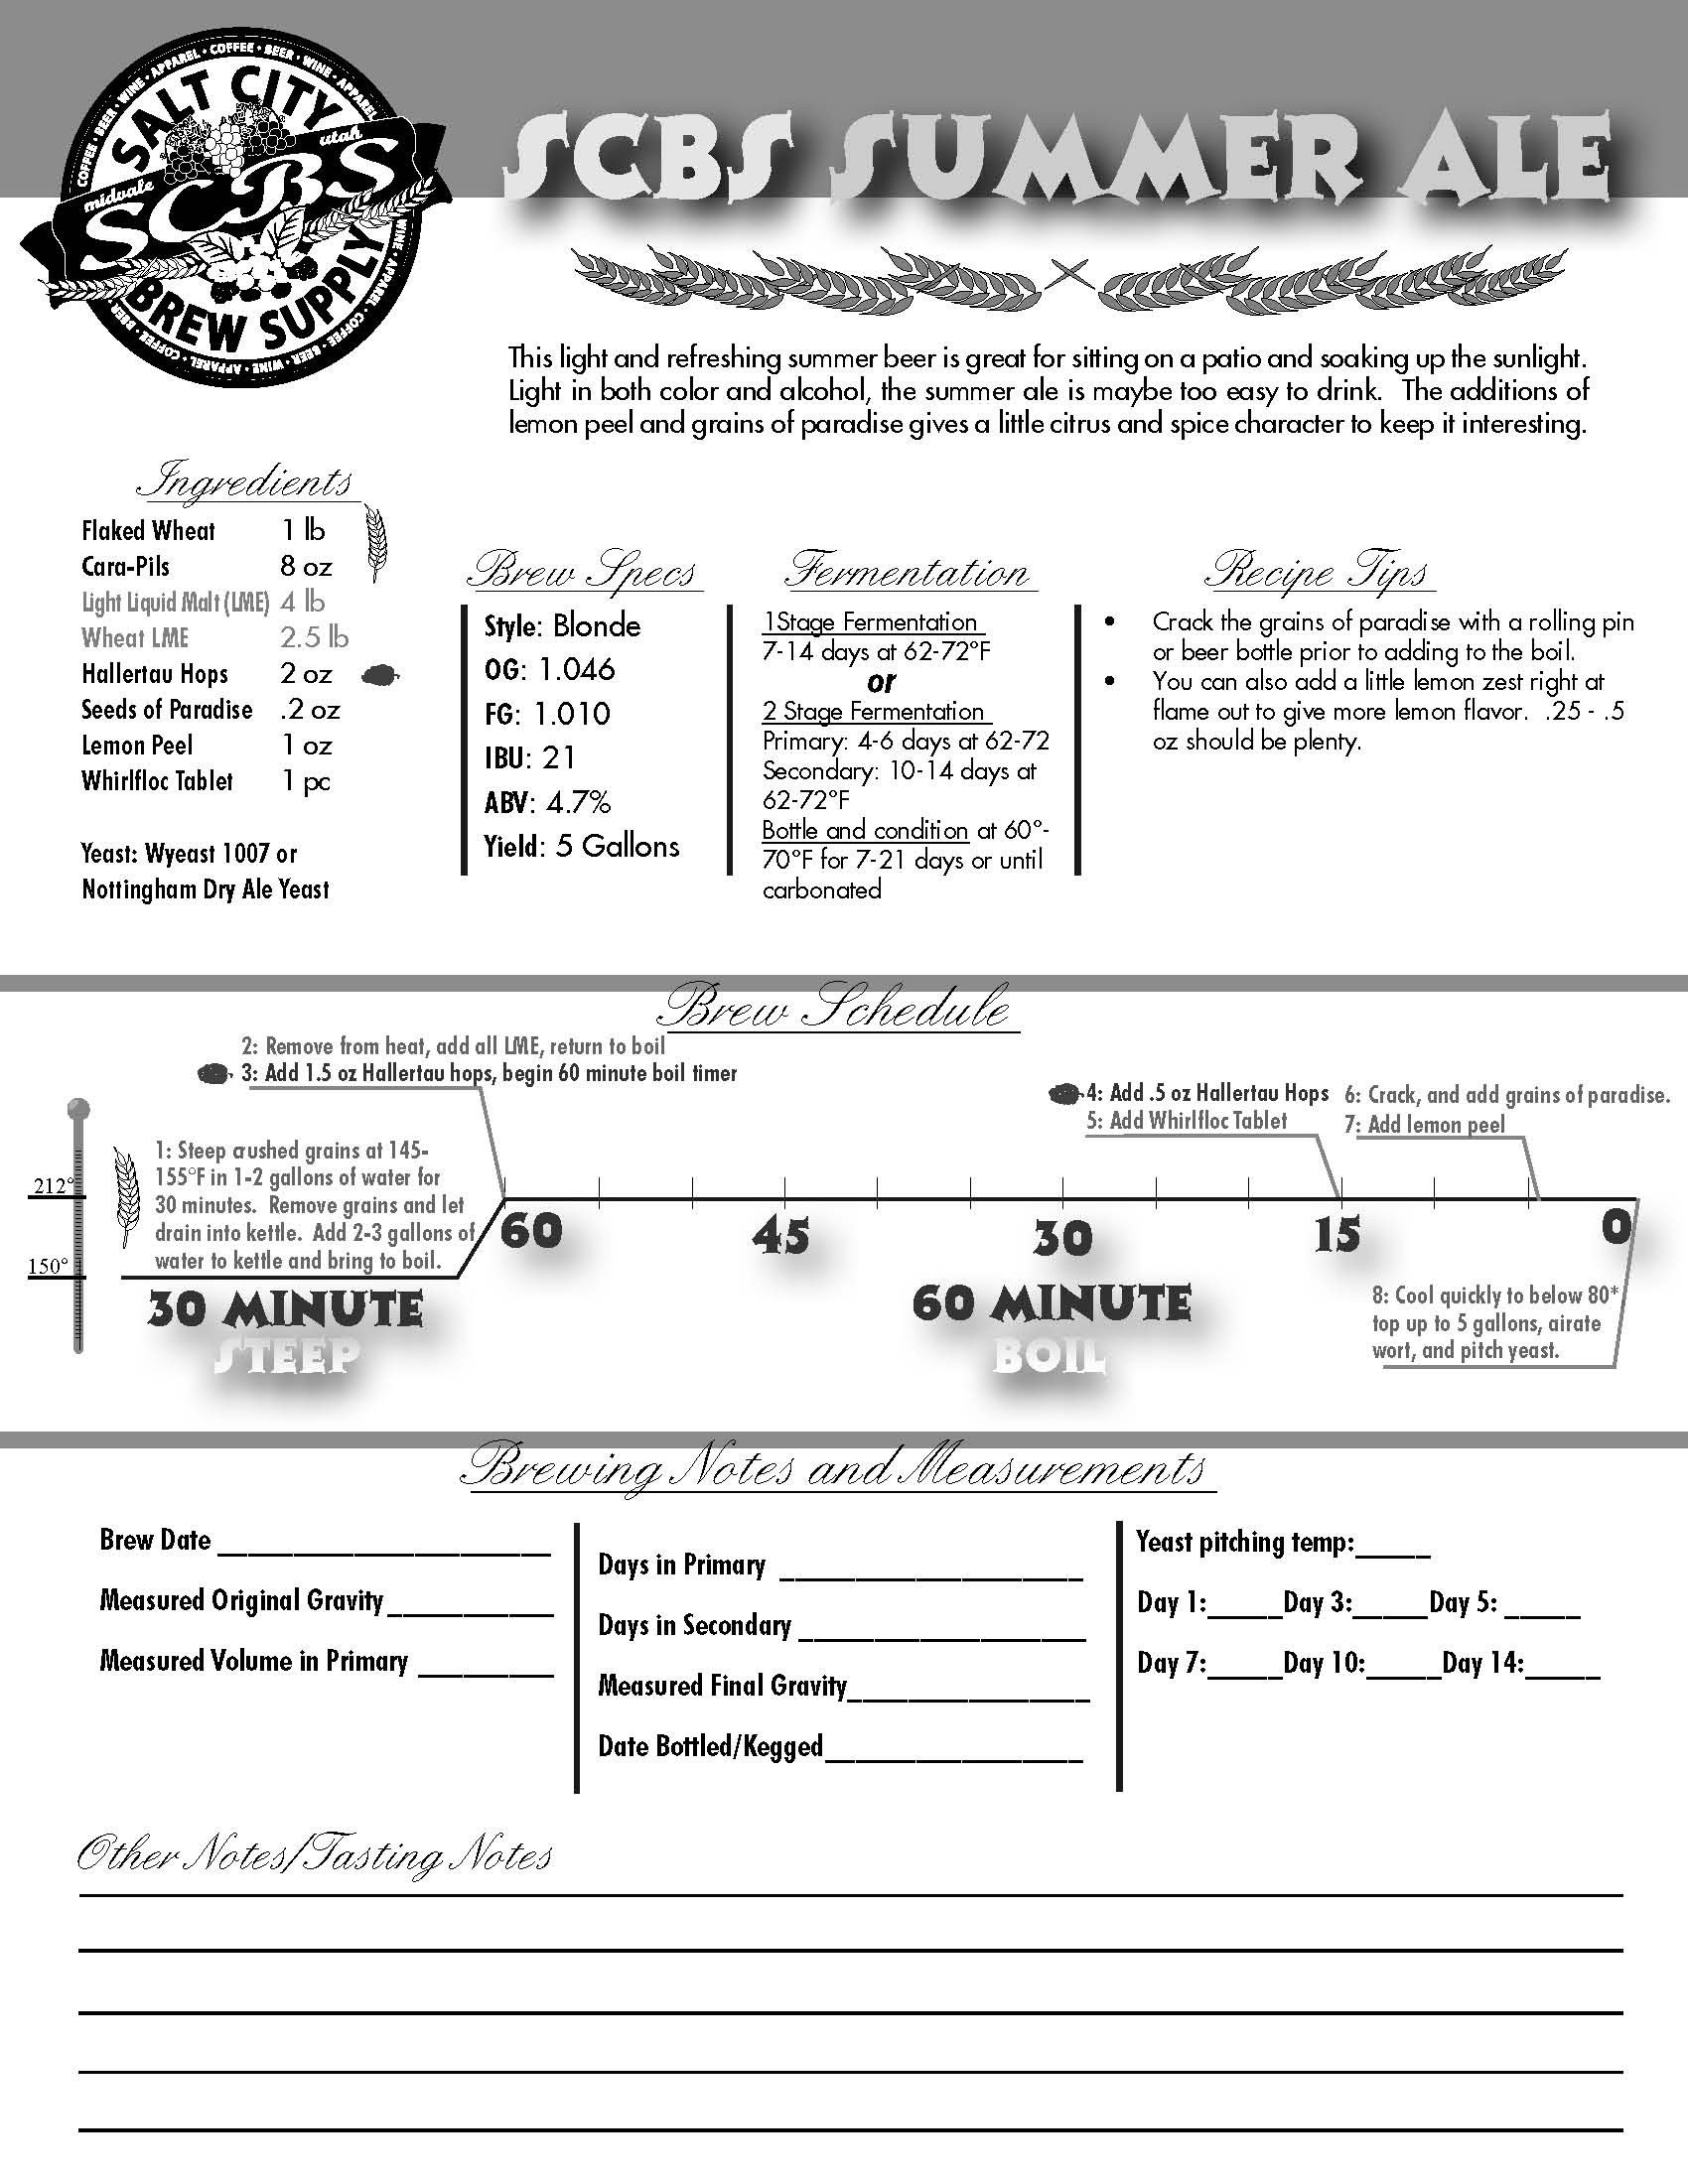 COFFEE • BEER • WINE • APPAREL • COFFEE • BEER • WINE • APPAREL
SALT CITY
midvale
utah
SCBS
BREW SUPPLY
WINE • APPAREL • COFFEE • BEER • WINE • APPAREL • COFFEE • BEER
SCBS SUMMER ALE
This light and refreshing summer beer is great for sitting on a patio and soaking up the sunlight.
Light in both color and alcohol, the summer ale is maybe too easy to drink. The additions of
lemon peel and grains of paradise gives a little citrus and spice character to keep it interesting.
Ingredients
Flaked Wheat 1 lb
Cara-Pils 8 oz
Light Liquid Malt (LME) 4 lb
Wheat LME 2.5 lb
Hallertau Hops 2 oz
Seeds of Paradise .2 oz
Lemon Peel 1 oz
Whirlfloc Tablet 1 pc
Yeast: Wyeast 1007 or
Nottingham Dry Ale Yeast
Brew Specs
Style: Blonde
OG: 1.046
FG: 1.010
IBU: 21
ABV: 4.7%
Yield: 5 Gallons
Fermentation
1Stage Fermentation
7-14 days at 62-72°F
or
2 Stage Fermentation
Primary: 4-6 days at 62-72
Secondary: 10-14 days at
62-72°F
Bottle and condition at 60°-
70°F for 7-21 days or until
carbonated
Recipe Tips
• Crack the grains of paradise with a rolling pin
or beer bottle prior to adding to the boil.
• You can also add a little lemon zest right at
flame out to give more lemon flavor. .25 - .5
oz should be plenty.
Brew Schedule
2: Remove from heat, add all LME, return to boil
3: Add 1.5 oz Hallertau hops, begin 60 minute boil timer
4: Add .5 oz Hallertau Hops
5: Add Whirlfloc Tablet
6: Crack, and add grains of paradise.
7: Add lemon peel
1: Steep crushed grains at 145-
155°F in 1-2 gallons of water for
30 minutes. Remove grains and let
drain into kettle. Add 2-3 gallons of
water to kettle and bring to boil.
212°
150°
60 45 30 15 0
30 MINUTE
STEEP
60 MINUTE
BOIL
8: Cool quickly to below 80*
top up to 5 gallons, airate
wort, and pitch yeast.
Brewing Notes and Measurements
Brew Date
Measured Original Gravity
Measured Volume in Primary
Days in Primary
Days in Secondary
Measured Final Gravity
Date Bottled/Kegged
Yeast pitching temp:
Day 1: Day 3: Day 5:
Day 7: Day 10: Day 14:
Other Notes/Tasting Notes